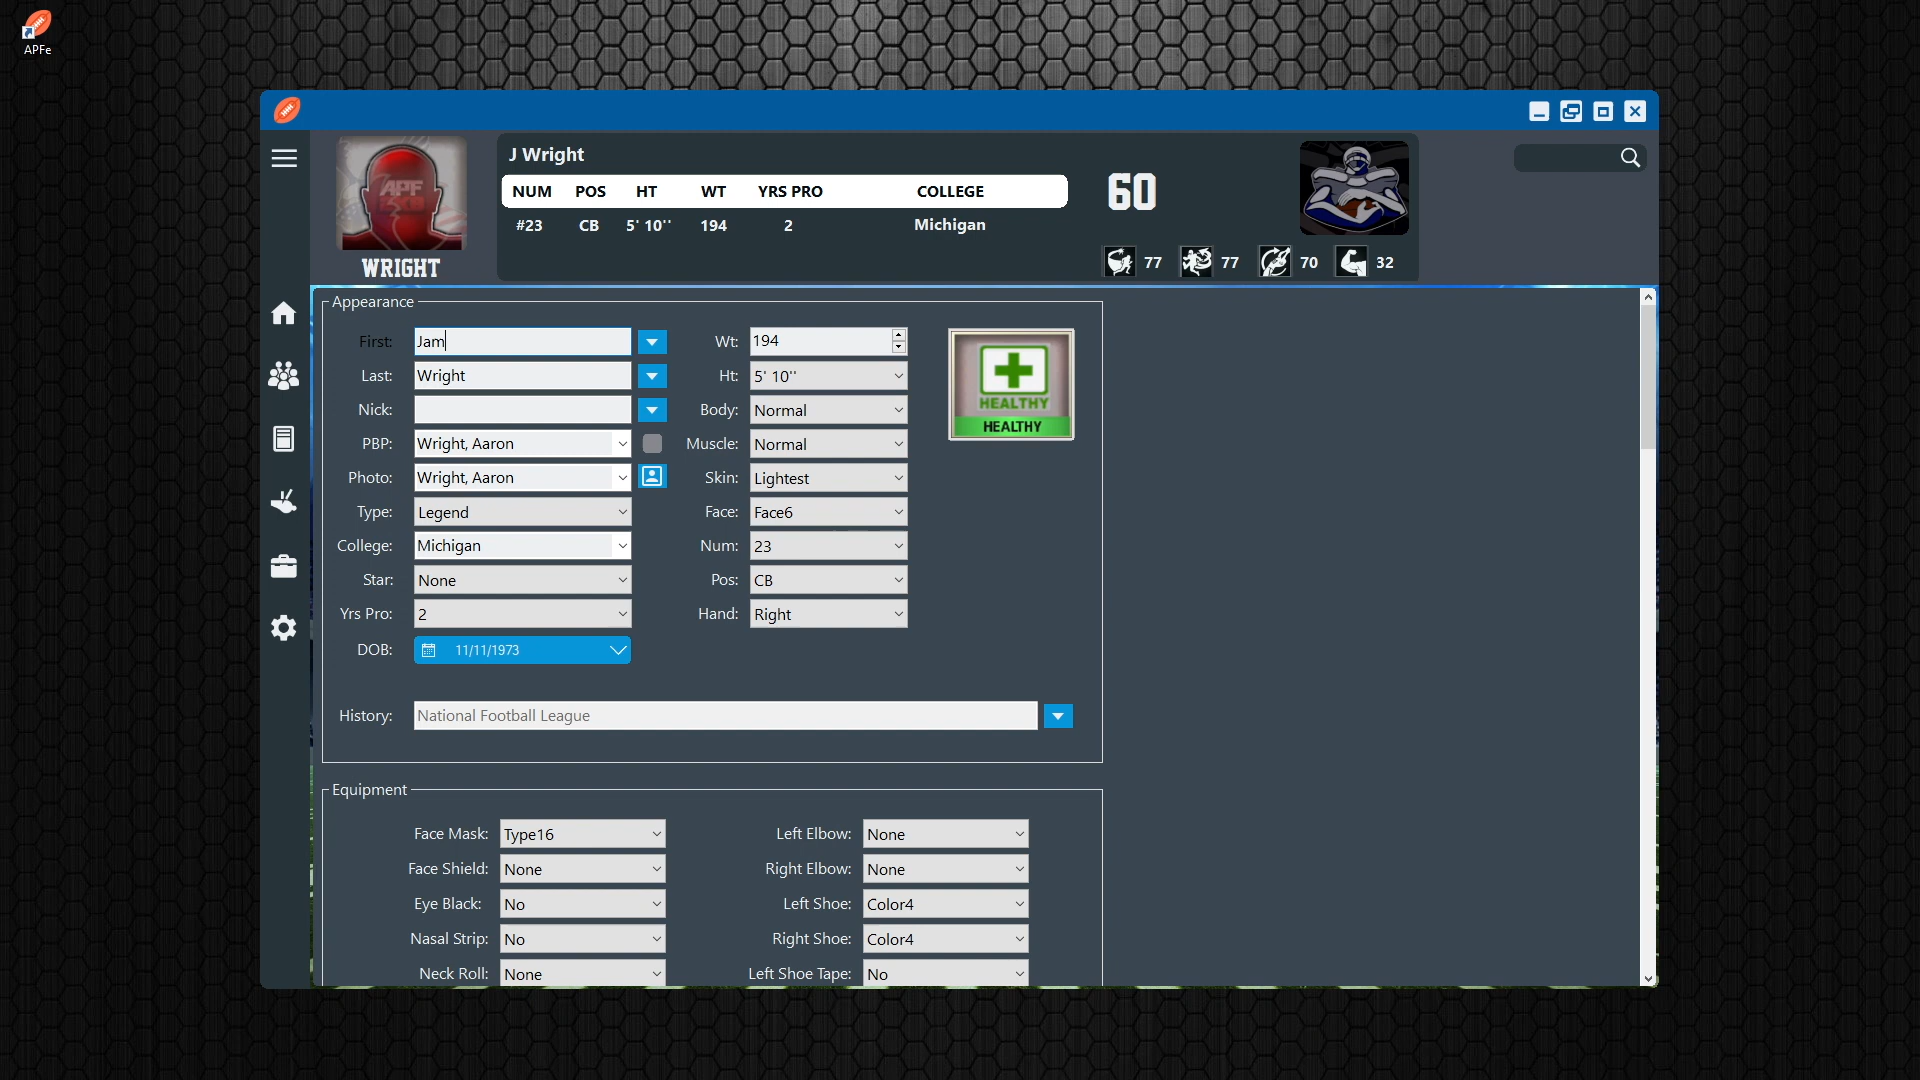 APFe
J Wright
NUM POS HT WT YRS PRO COLLEGE
#23 CB 5' 10'' 194 2 Michigan
60
APF
2K8
WRIGHT
77 77 70 32
Appearance
First: Jam Wt: 194
Last: Wright Ht: 5' 10''
Nick: Body: Normal
PBP: Wright, Aaron Muscle: Normal
Photo: Wright, Aaron Skin: Lightest
Type: Legend Face: Face6
College: Michigan Num: 23
Star: None Pos: CB
Yrs Pro: 2 Hand: Right
DOB: 11/11/1973
HEALTHY
HEALTHY
History: National Football League
Equipment
Face Mask: Type16 Left Elbow: None
Face Shield: None Right Elbow: None
Eye Black: No Left Shoe: Color4
Nasal Strip: No Right Shoe: Color4
Neck Roll: None Left Shoe Tape: No